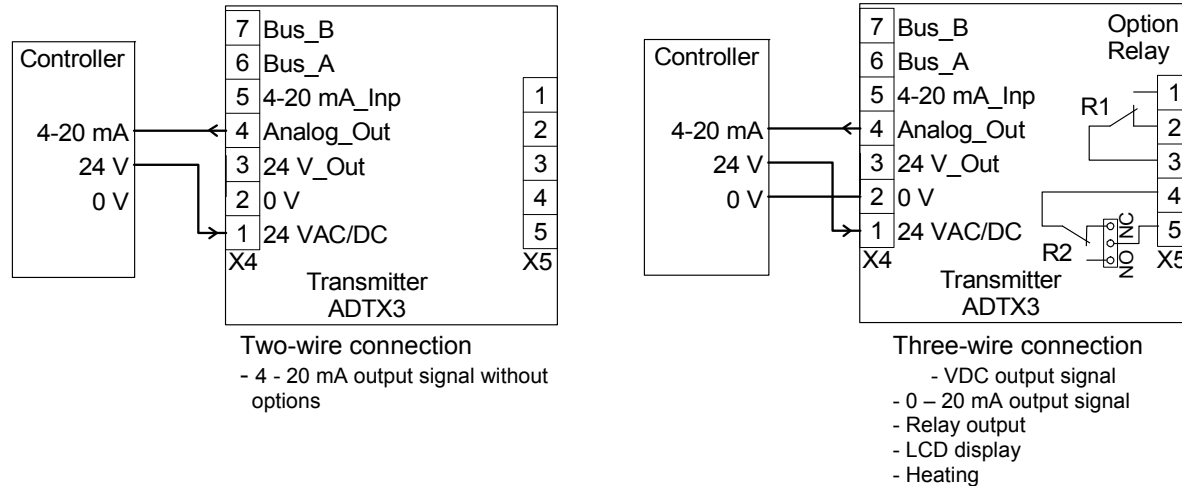 Controller
4-20 mA
24 V
0 V
7 Bus_B
6 Bus_A
5 4-20 mA_Inp
4 Analog_Out
3 24 V_Out
2 0 V
1 24 VAC/DC
X4
1
2
3
4
5
X5
Transmitter
ADTX3
Two-wire connection
- 4 - 20 mA output signal without
options
Controller
4-20 mA
24 V
0 V
7 Bus_B
6 Bus_A
5 4-20 mA_Inp
4 Analog_Out
3 24 V_Out
2 0 V
1 24 VAC/DC
X4
Option
Relay
R1
1
2
3
4
5
R2
NO NC
X5
Transmitter
ADTX3
Three-wire connection
- VDC output signal
- 0 – 20 mA output signal
- Relay output
- LCD display
- Heating